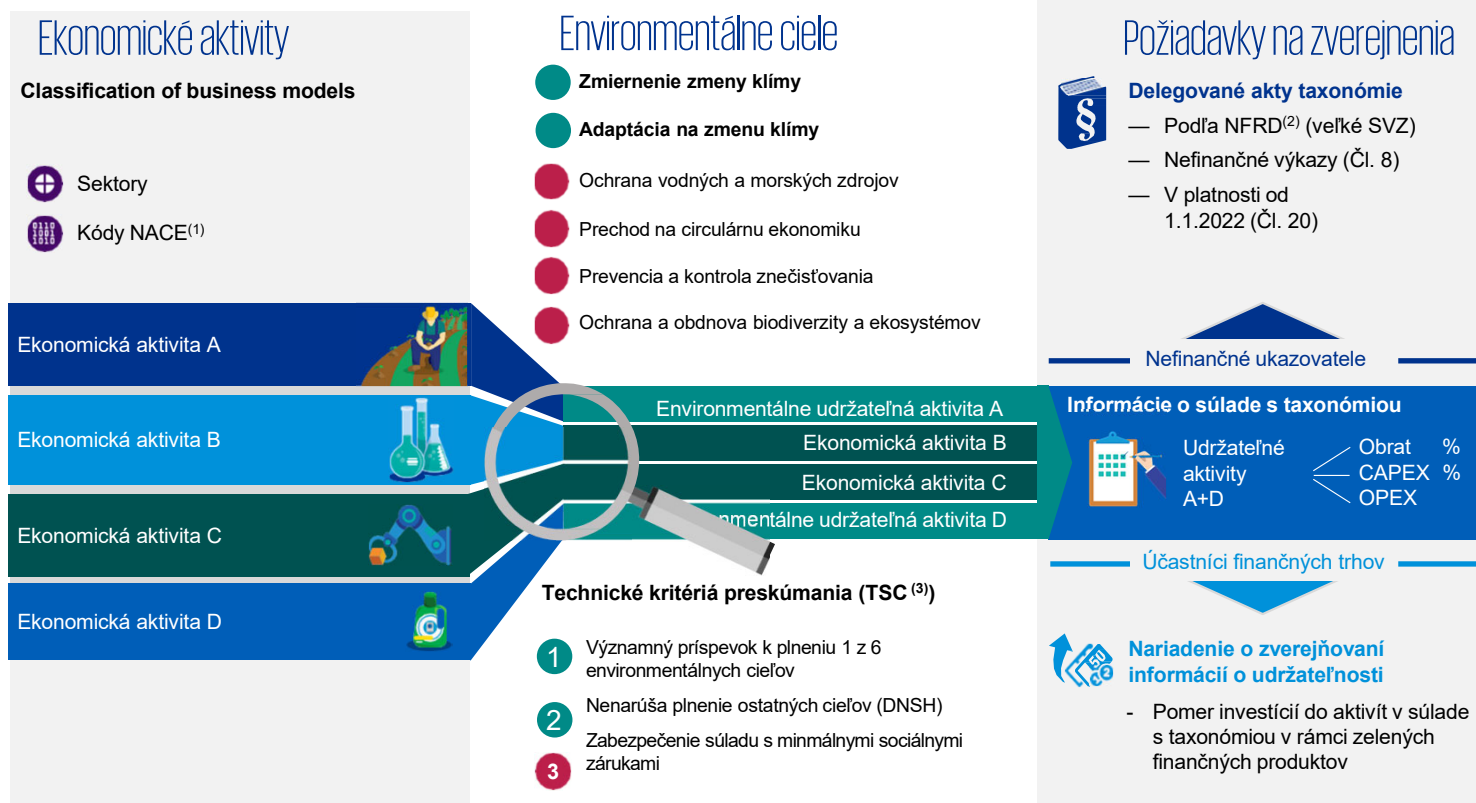 Ekonomické aktivity
Classification of business models
Sektory
Kódy NACE(1)
Ekonomická aktivita A
Ekonomická aktivita B
Ekonomická aktivita C
Ekonomická aktivita D
Environmentálne ciele
Zmiernenie zmeny klímy
Adaptácia na zmenu klímy
Ochrana vodných a morských zdrojov
Prechod na circulárnu ekonomiku
Prevencia a kontrola znečisťovania
Ochrana a obdnova biodiverzity a ekosystémov
Environmentálne udržateľná aktivita A
Ekonomická aktivita B
Ekonomická aktivita C
nmentálne udržateľná aktivita D
Technické kritériá preskúmania (TSC (3))
1 Významný príspevok k plneniu 1 z 6
environmentálnych cieľov
2 Nenarúša plnenie ostatných cieľov (DNSH)
3 Zabezpečenie súladu s minmálnymi sociálnymi
zárukami
Požiadavky na zverejnenia
§ Delegované akty taxonómie
— Podľa NFRD(2) (veľké SVZ)
— Nefinančné výkazy (Čl. 8)
— V platnosti od
1.1.2022 (Čl. 20)
Nefinančné ukazovatele
Informácie o súlade s taxonómiou
Udržateľné
aktivity
A+D
Obrat %
CAPEX %
OPEX
Účastníci finančných trhov
Nariadenie o zverejňovaní
informácií o udržateľnosti
- Pomer investícií do aktivít v súlade
s taxonómiou v rámci zelených
finančných produktov